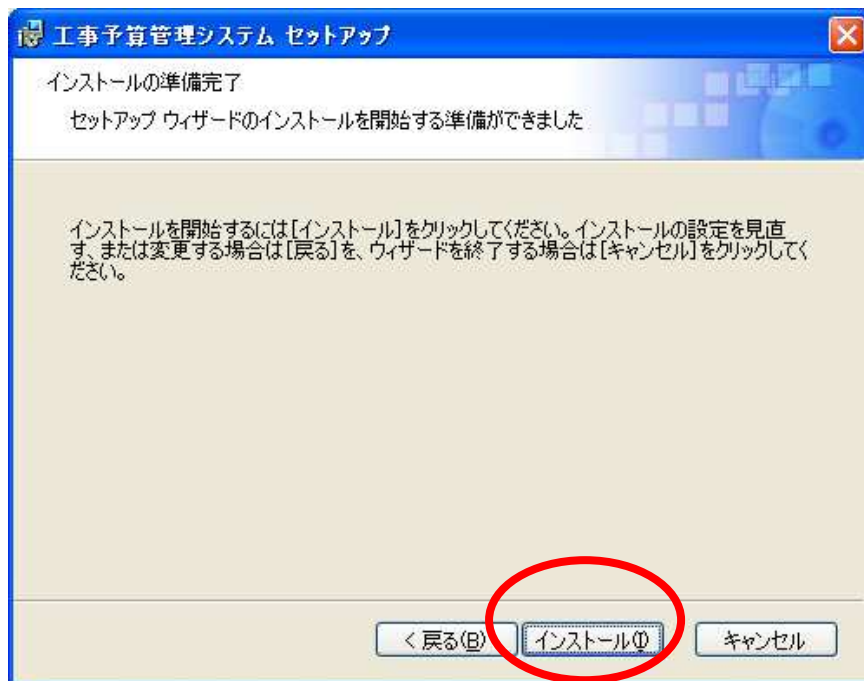 工事予算管理システム セットアップ
インストールの準備完了
セットアップ ウィザードのインストールを開始する準備ができました
インストールを開始するには[インストール]をクリックしてください。インストールの設定を見直
す、または変更する場合は[戻る]を、ウィザードを終了する場合は[キャンセル]をクリックしてく
ださい。
< 戻る(B) インストール(I) キャンセル